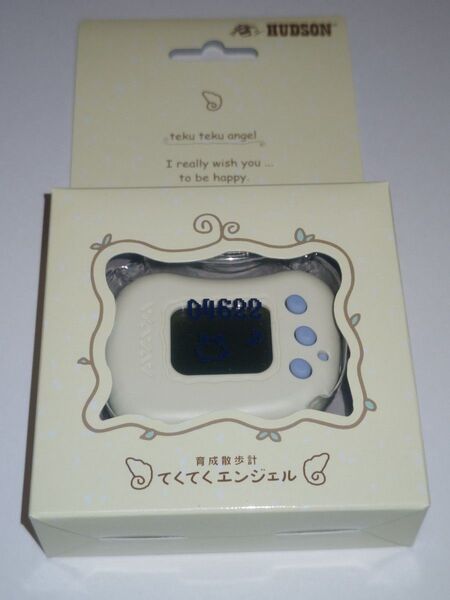 HUDSON
teku teku angel
I really wish you ...
to be happy.
04622
育成散歩計
てくてくエンジェル